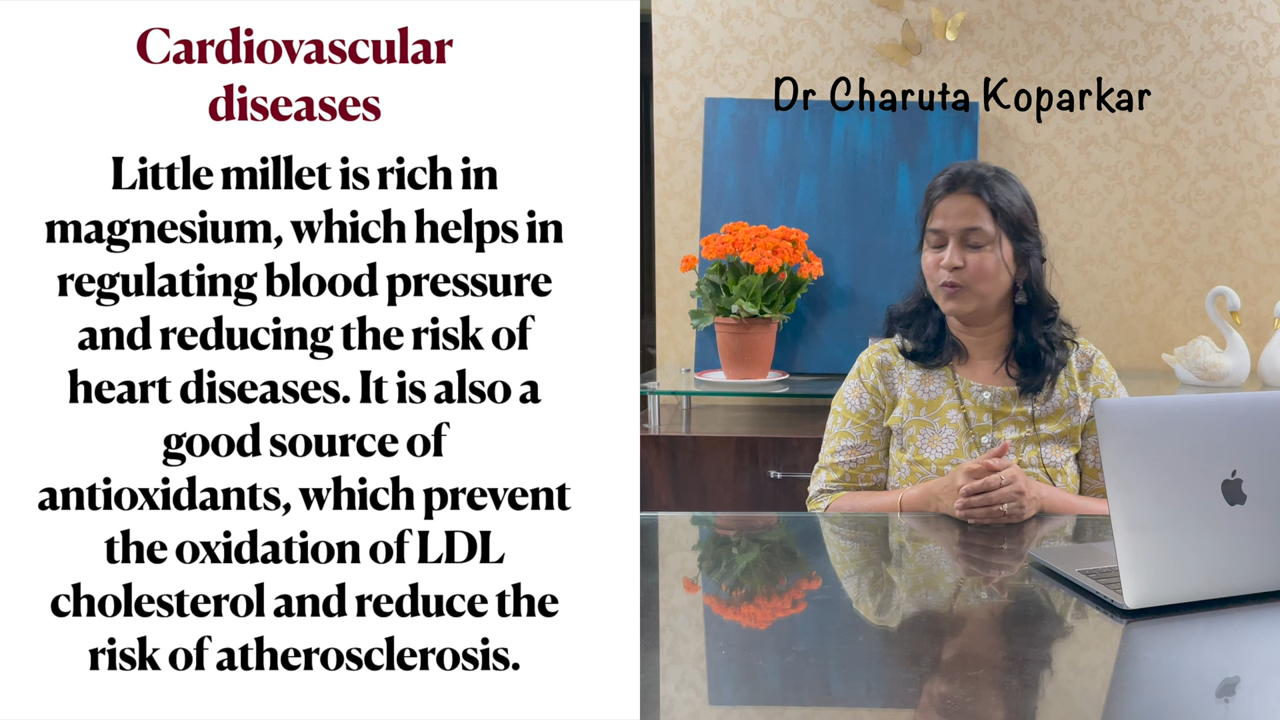 Cardiovascular
diseases
Little millet is rich in
magnesium, which helps in
regulating blood pressure
and reducing the risk of
heart diseases. It is also a
good source of
antioxidants, which prevent
the oxidation of LDL
cholesterol and reduce the
risk of atherosclerosis.
Dr Charuta Koparkar